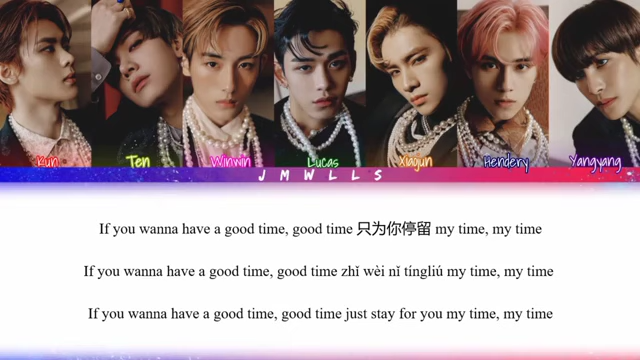 Kun Ten Winwin Lucas Xiaojun Hendery Yangyang
J M W L L S
If you wanna have a good time, good time 只为你停留 my time, my time
If you wanna have a good time, good time zhǐ wèi nǐ tíngliú my time, my time
If you wanna have a good time, good time just stay for you my time, my time